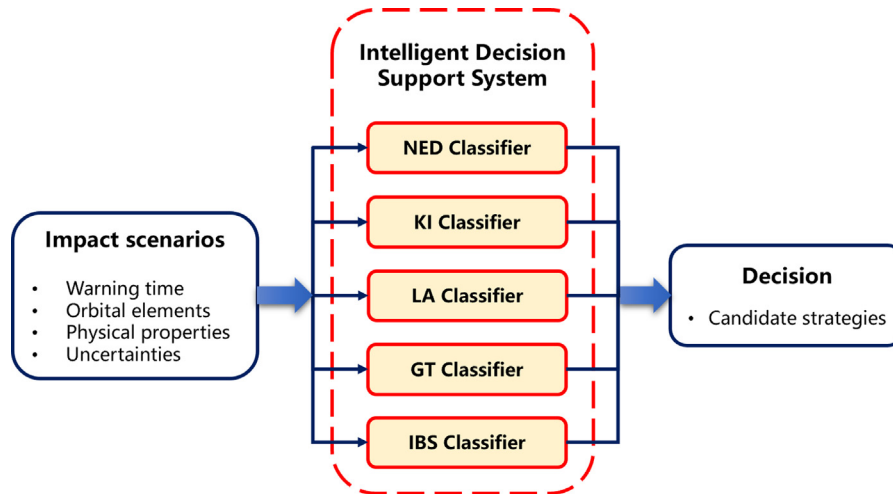 Intelligent Decision
Support System
NED Classifier
KI Classifier
LA Classifier
GT Classifier
IBS Classifier
Impact scenarios
• Warning time
• Orbital elements
• Physical properties
• Uncertainties
Decision
• Candidate strategies